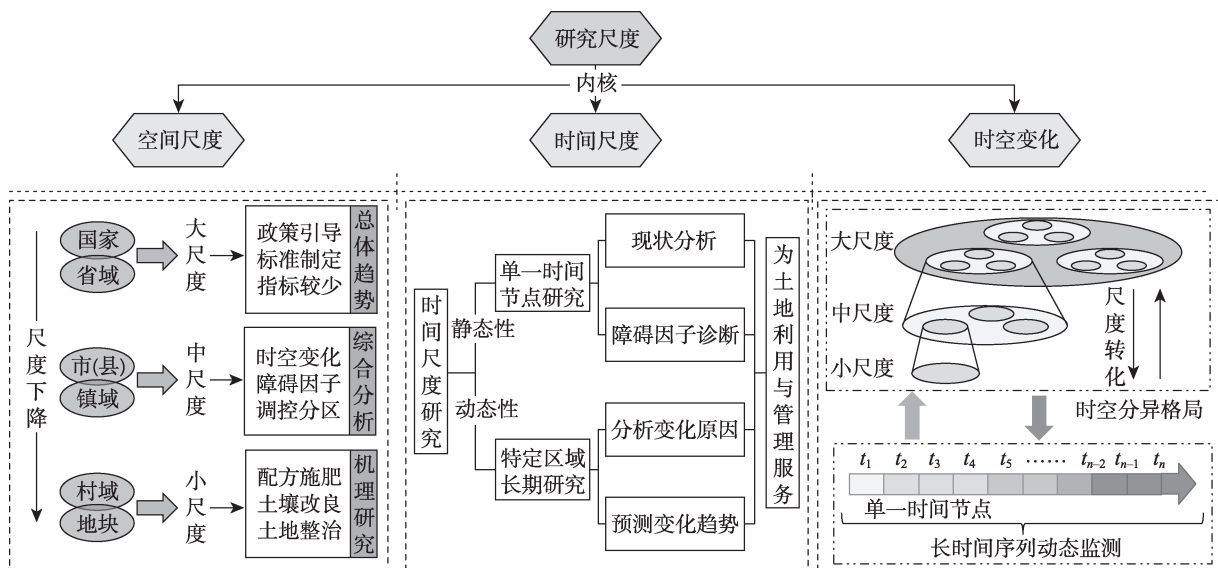 研究尺度
内核
空间尺度
时间尺度
时空变化
尺度下降
国家
省域
大尺度
政策引导
标准制定
指标较少
总体趋势
市(县)
镇域
中尺度
时空变化
障碍因子
调控分区
综合分析
村域
地块
小尺度
配方施肥
土壤改良
土地整治
机理研究
时间尺度研究
静态性
动态性
单一时间
节点研究
特定区域
长期研究
现状分析
障碍因子诊断
分析变化原因
预测变化趋势
为土地利用与管理服务
大尺度
中尺度
小尺度
尺度转化
时空分异格局
t1 t2 t3 t4 t5 …… tn−2 tn−1 tn
单一时间节点
长时间序列动态监测